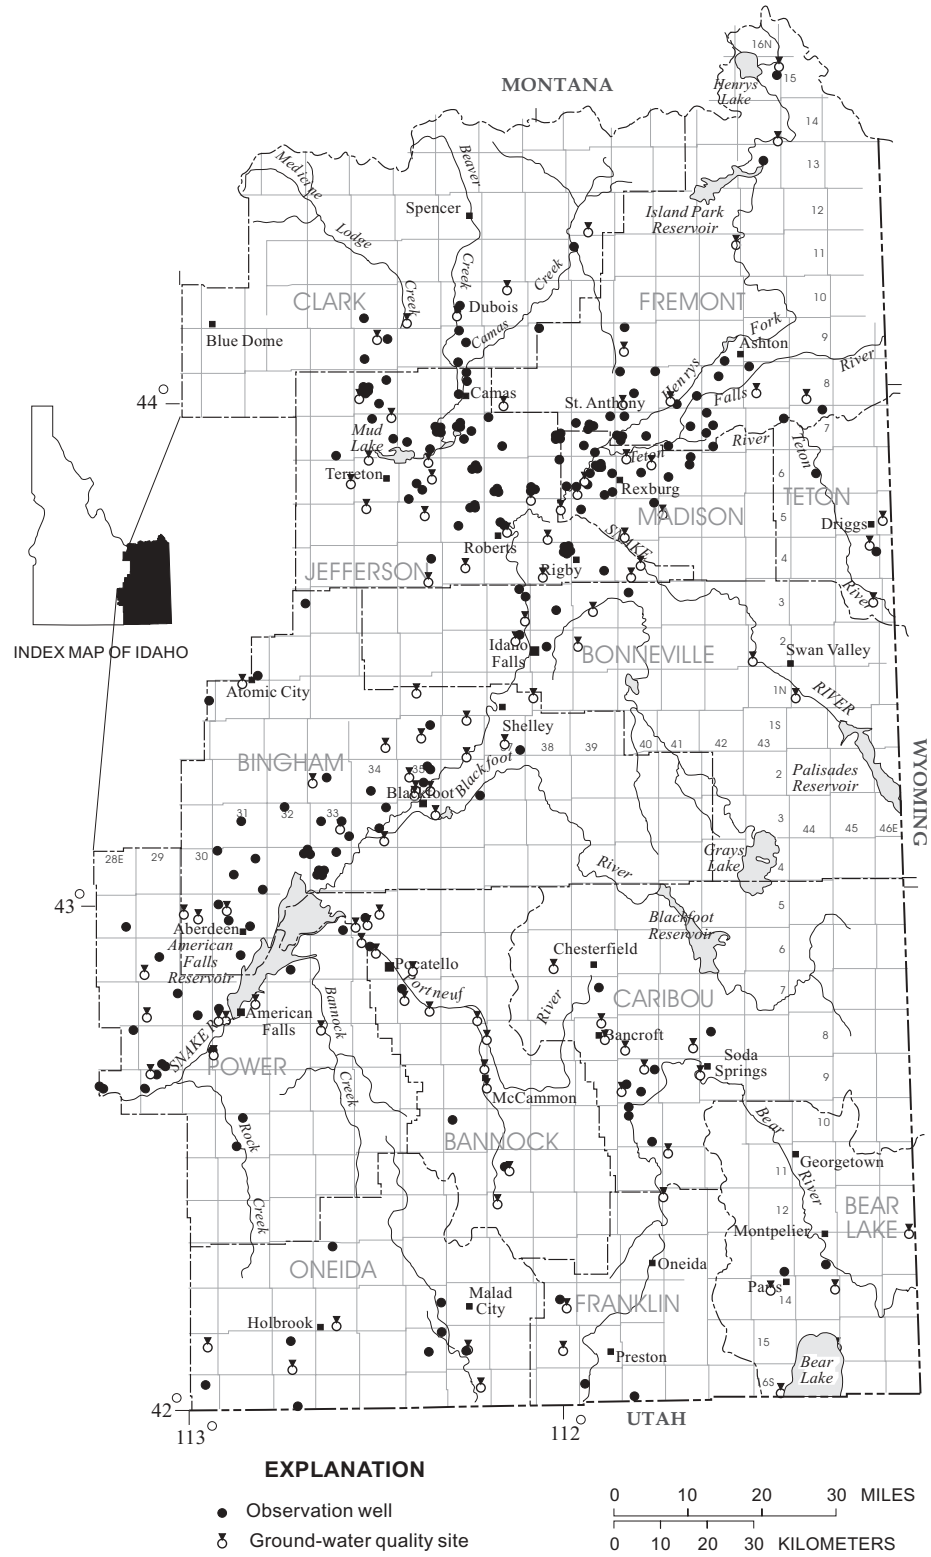 MONTANA
16N
15
Henrys
Lake
14
13
Medicine
Lodge
Creek
Beaver
Creek
Spencer
Island Park
Reservoir
12
11
10
9
8
7
6
5
4
3
2
1N
1S
2
3
4
5
6
7
8
9
10
11
12
14
15
16S
CLARK
Dubois
Camas
Creek
FREMONT
Blue Dome
Henrys
Fork
Ashton
Falls
River
44°
Camas
St. Anthony
Mud
Lake
Teton
River
Teton
River
Terreton
Rexburg
TETON
MADISON
Driggs
Roberts
SNAKE
RIVER
JEFFERSON
Rigby
INDEX MAP OF IDAHO
Idaho
Falls
BONNEVILLE
Swan Valley
Atomic City
Shelley
BINGHAM
28E
29
30
31
32
33
34
35
37
38
39
40
41
42
43
44
45
46E
Blackfoot
Blackfoot
River
Palisades
Reservoir
WYOMING
Grays
Lake
43°
Aberdeen
American
Falls
Reservoir
Blackfoot
Reservoir
Chesterfield
Pocatello
Portneuf
River
CARIBOU
American
Falls
Bannock
Creek
SNAKE R
Bancroft
Soda
Springs
POWER
McCammon
Rock
Creek
BANNOCK
Bear
River
Georgetown
BEAR
LAKE
Montpelier
ONEIDA
Oneida
Paris
Malad
City
FRANKLIN
Holbrook
Preston
Bear
Lake
42°
UTAH
113°
112°
EXPLANATION
Observation well
Ground-water quality site
0 10 20 30 MILES
0 10 20 30 KILOMETERS